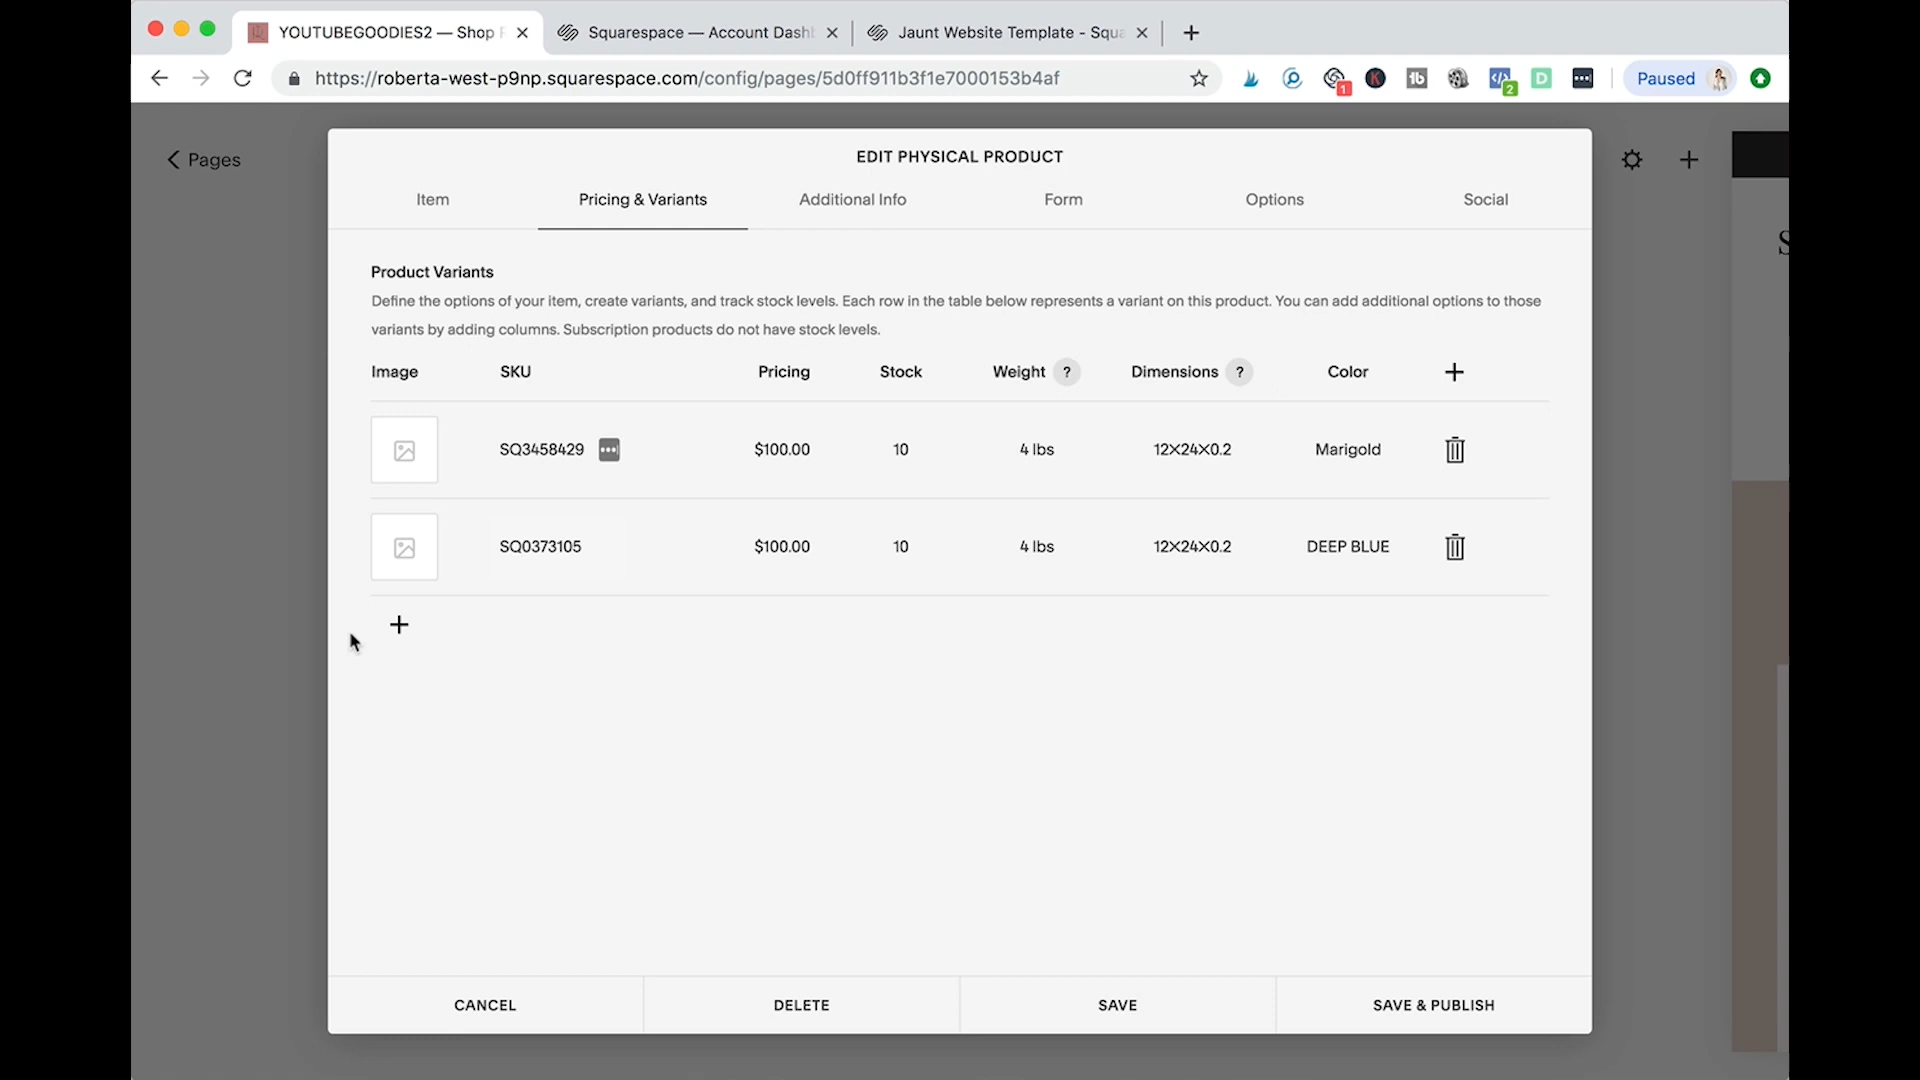 YOUTUBEGOODIES2 — Shop
Squarespace — Account Dash
Jaunt Website Template - Squa
https://roberta-west-p9np.squarespace.com/config/pages/5d0ff911b3f1e7000153b4af
1
K
tb
2
D
Paused
Pages
EDIT PHYSICAL PRODUCT
Item
Pricing & Variants
Additional Info
Form
Options
Social
Product Variants
Define the options of your item, create variants, and track stock levels. Each row in the table below represents a variant on this product. You can add additional options to those
variants by adding columns. Subscription products do not have stock levels.
Image SKU Pricing Stock Weight ? Dimensions ? Color +
SQ3458429 $100.00 10 4 lbs 12X24X0.2 Marigold
SQ0373105 $100.00 10 4 lbs 12X24X0.2 DEEP BLUE
+
CANCEL
DELETE
SAVE
SAVE & PUBLISH